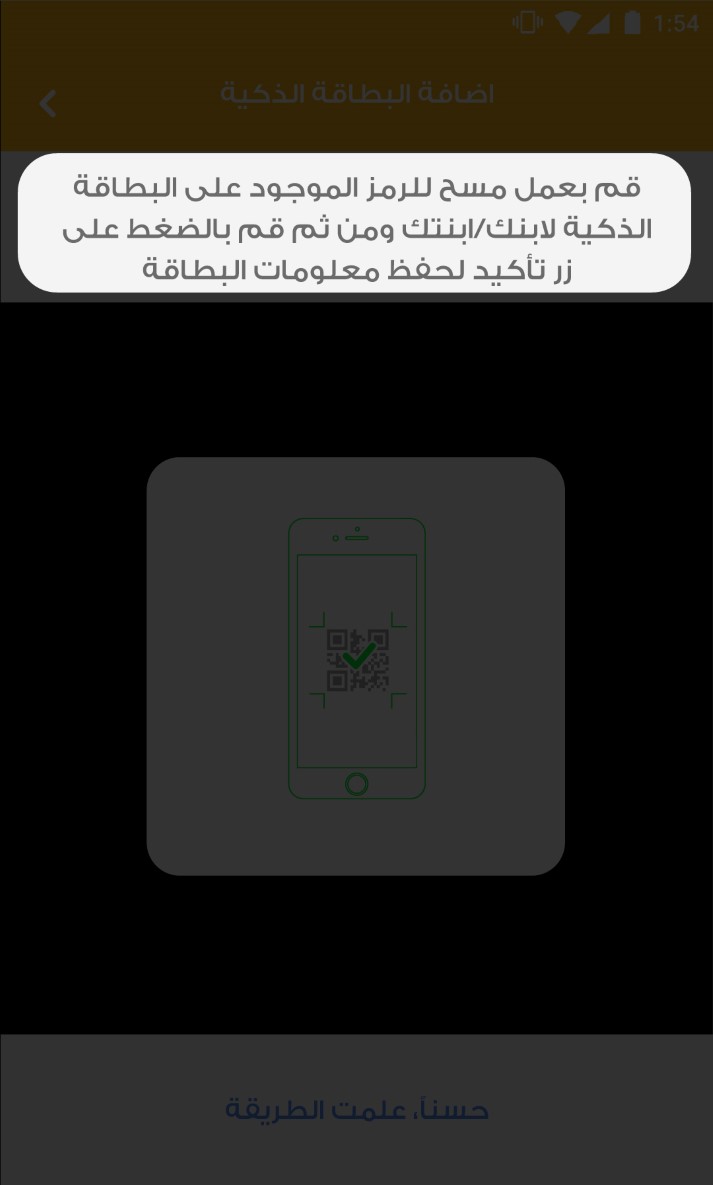 1:54
اضافة البطاقة الذكية
قم بعمل مسح للرمز الموجود على البطاقة
الذكية لابنك/ابنتك ومن ثم قم بالضغط على
زر تأكيد لحفظ معلومات البطاقة
حسناً، علمت الطريقة